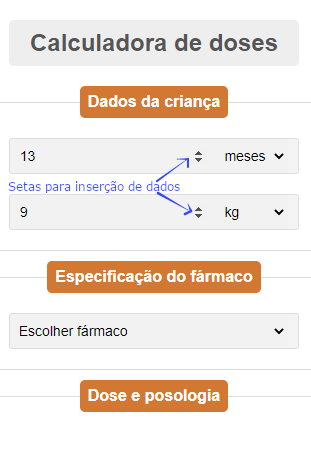 Calculadora de doses
Dados da criança
13 meses
Setas para inserção de dados
9 kg
Especificação do fármaco
Escolher fármaco
Dose e posologia